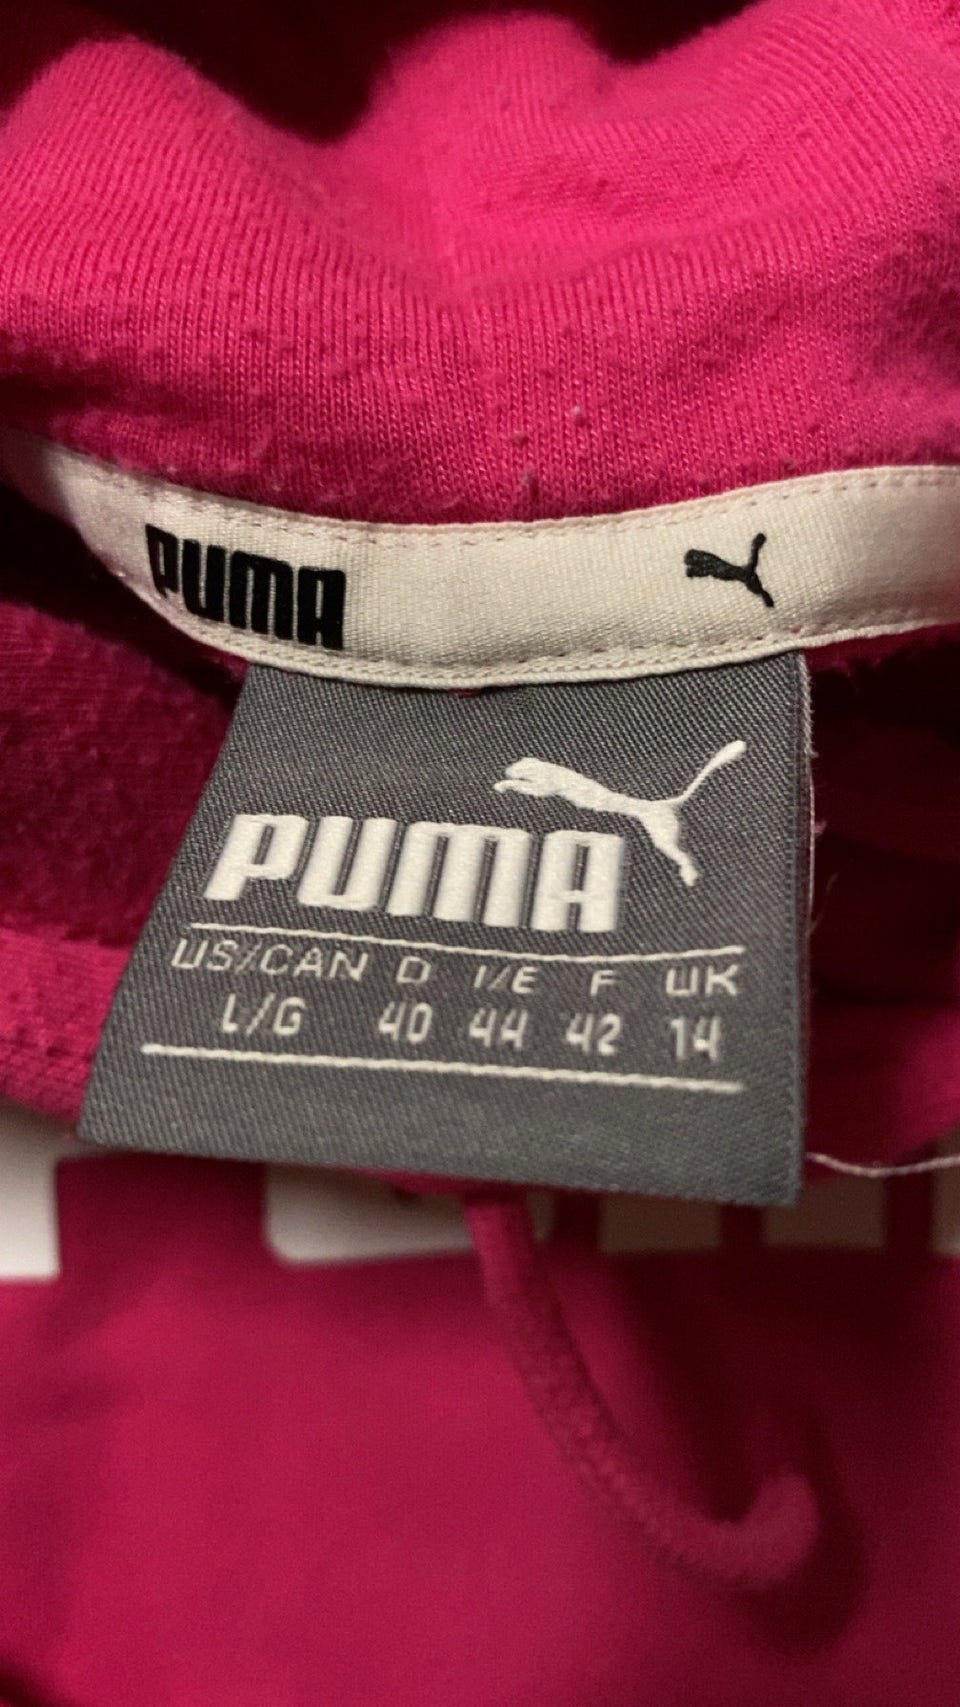 PUMA
PUMA
US/CAN D I/E F UK
L/G 40 44 42 14